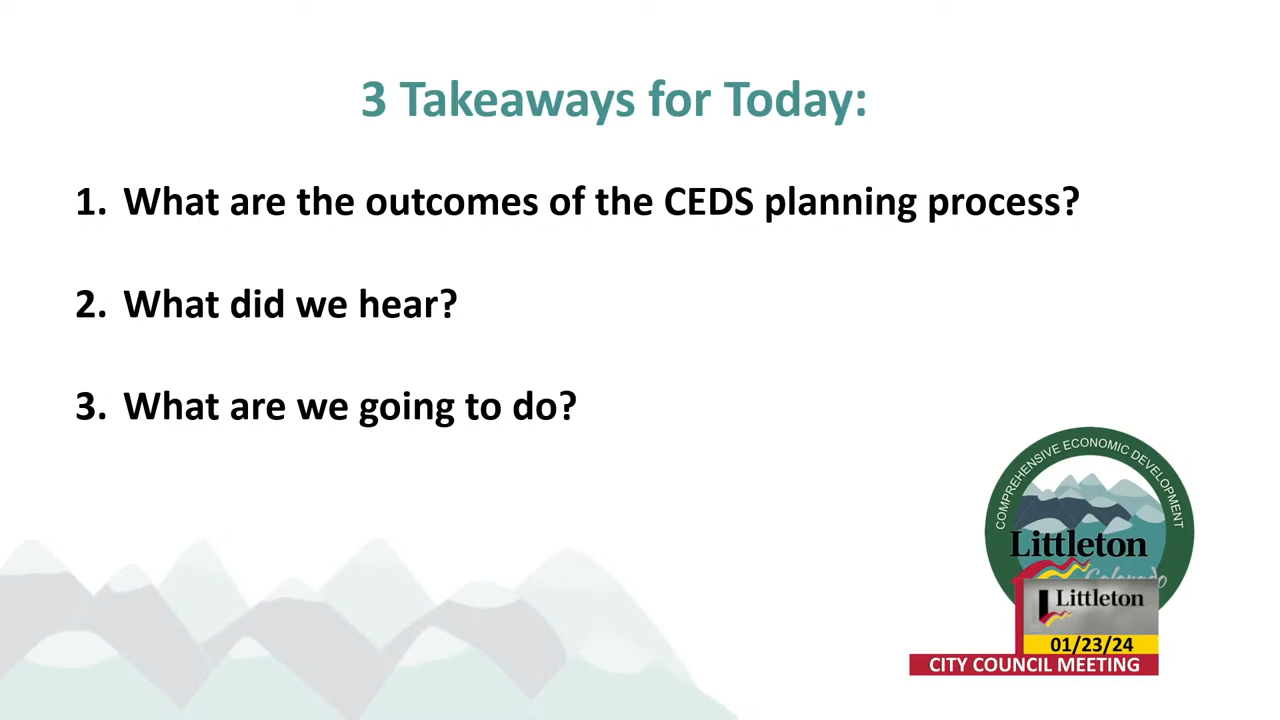 3 Takeaways for Today:
1. What are the outcomes of the CEDS planning process?
2. What did we hear?
3. What are we going to do?
COMPREHENSIVE ECONOMIC DEVELOPMENT
Littleton
Colorado
Littleton
01/23/24
CITY COUNCIL MEETING